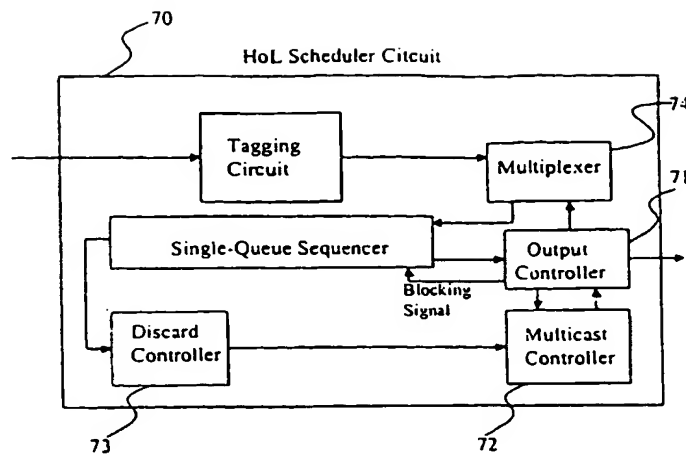 70
HoL Scheduler Citcuit
74
Tagging
Circuit
Multiplexer
71
Single-Queue Sequencer
Output
Controller
Blocking
Signal
Discard
Controller
Multicast
Controller
73
72